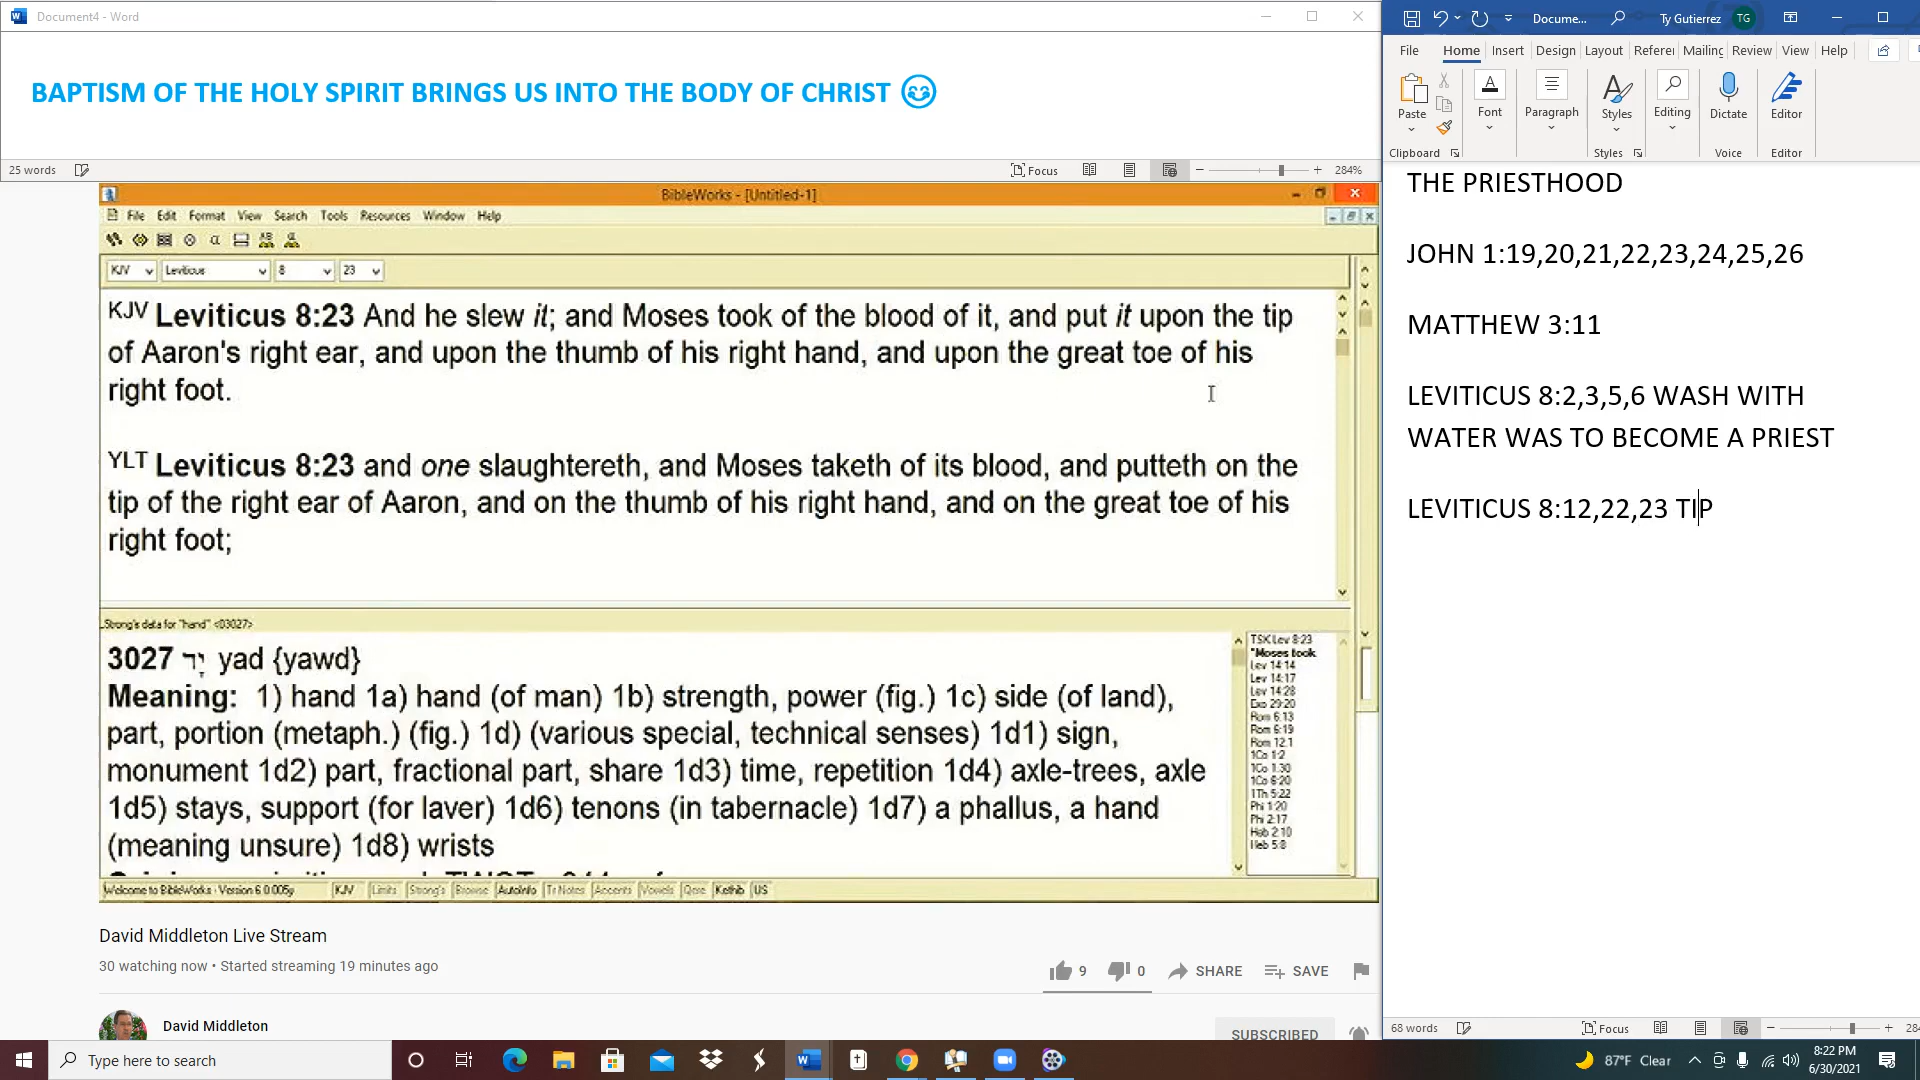 Document4 - Word
BAPTISM OF THE HOLY SPIRIT BRINGS US INTO THE BODY OF CHRIST 😊
25 words
Focus
284%
BibleWorks - [Untitled-1]
File Edit Format View Search Tools Resources Window Help
KJV Leviticus 8 23
KJV Leviticus 8:23 And he slew it; and Moses took of the blood of it, and put it upon the tip
of Aaron's right ear, and upon the thumb of his right hand, and upon the great toe of his
right foot.
YLT Leviticus 8:23 and one slaughtereth, and Moses taketh of its blood, and putteth on the
tip of the right ear of Aaron, and on the thumb of his right hand, and on the great toe of his
right foot;
Strong's data for "hand" <03027>
3027 יָד yad {yawd}
Meaning: 1) hand 1a) hand (of man) 1b) strength, power (fig.) 1c) side (of land),
part, portion (metaph.) (fig.) 1d) (various special, technical senses) 1d1) sign,
monument 1d2) part, fractional part, share 1d3) time, repetition 1d4) axle-trees, axle
1d5) stays, support (for laver) 1d6) tenons (in tabernacle) 1d7) a phallus, a hand
(meaning unsure) 1d8) wrists
TSK Lev 8:23
"Moses took
Lev 14:14
Lev 14:17
Lev 14:28
Exo 29:20
Rom 6:13
Rom 6:19
Rom 12:1
1Co 1:2
1Co 1:30
1Co 6:20
1Th 5:22
Phi 1:20
Phi 2:17
Heb 2:10
Heb 5:8
Welcome to BibleWorks - Version 6.0.005y KJV Limits Strong's Browse AutoInfo Tr Notes Accents Vowels Qere Kethib US
David Middleton Live Stream
30 watching now • Started streaming 19 minutes ago
9 0 SHARE SAVE
David Middleton
SUBSCRIBED
Docume... Ty Gutierrez TG
File Home Insert Design Layout Referei Mailinc Review View Help
Paste Font Paragraph Styles Editing Dictate Editor
Clipboard Styles Voice Editor
THE PRIESTHOOD
JOHN 1:19,20,21,22,23,24,25,26
MATTHEW 3:11
LEVITICUS 8:2,3,5,6 WASH WITH
WATER WAS TO BECOME A PRIEST
LEVITICUS 8:12,22,23 TIP
68 words
Focus
Type here to search
87°F Clear
8:22 PM
6/30/2021